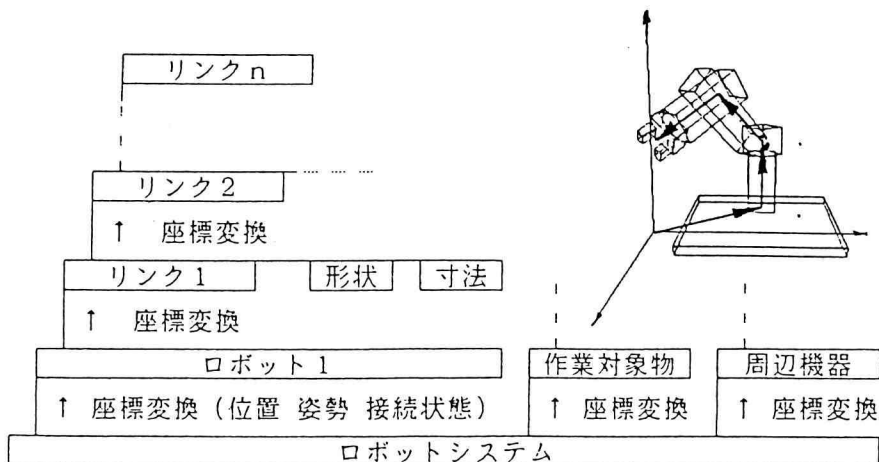 リンクn
リンク2
↑ 座標変換
リンク1 形状 寸法
↑ 座標変換
ロボット1 作業対象物 周辺機器
↑ 座標変換(位置 姿勢 接続状態) ↑ 座標変換 ↑ 座標変換
ロボットシステム